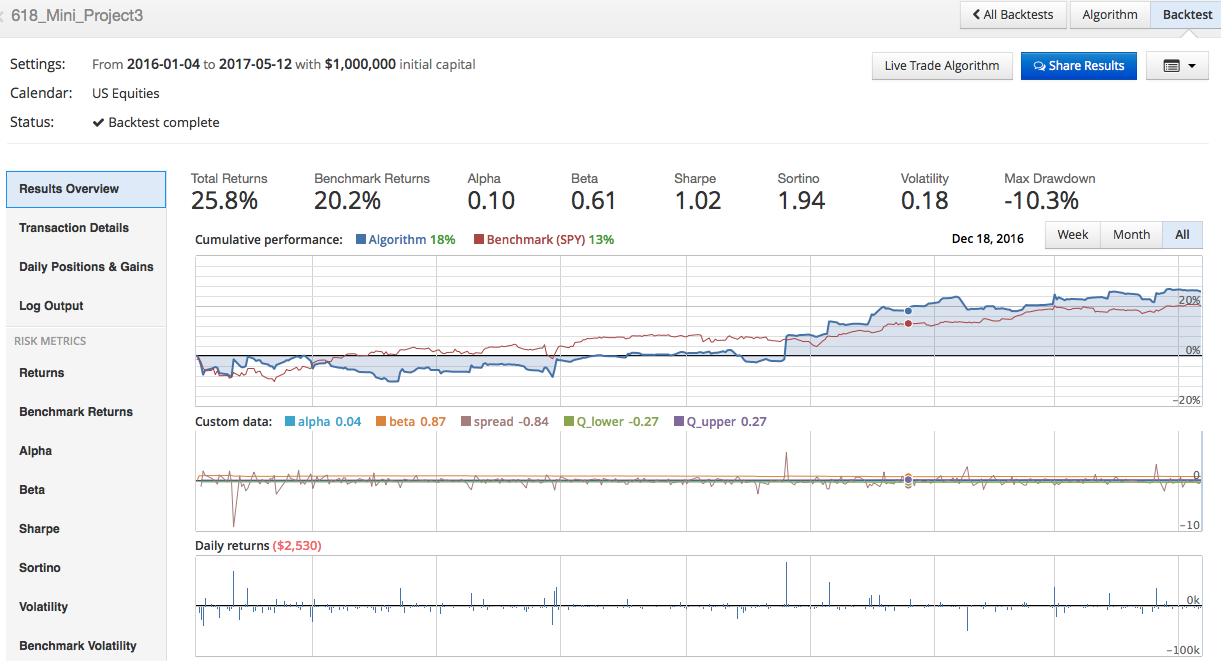 618_Mini_Project3
All Backtests
Algorithm
Backtest
Settings: From 2016-01-04 to 2017-05-12 with $1,000,000 initial capital
Live Trade Algorithm
Share Results
Calendar: US Equities
Status: Backtest complete
Results Overview
Transaction Details
Daily Positions & Gains
Log Output
RISK METRICS
Returns
Benchmark Returns
Alpha
Beta
Sharpe
Sortino
Volatility
Benchmark Volatility
Total Returns Benchmark Returns Alpha Beta Sharpe Sortino Volatility Max Drawdown
25.8% 20.2% 0.10 0.61 1.02 1.94 0.18 -10.3%
Cumulative performance: Algorithm 18% Benchmark (SPY) 13% Dec 18, 2016 Week Month All
20%
0%
-20%
Custom data: alpha 0.04 beta 0.87 spread -0.84 Q_lower -0.27 Q_upper 0.27
0
-10
Daily returns ($2,530)
0k
-100k